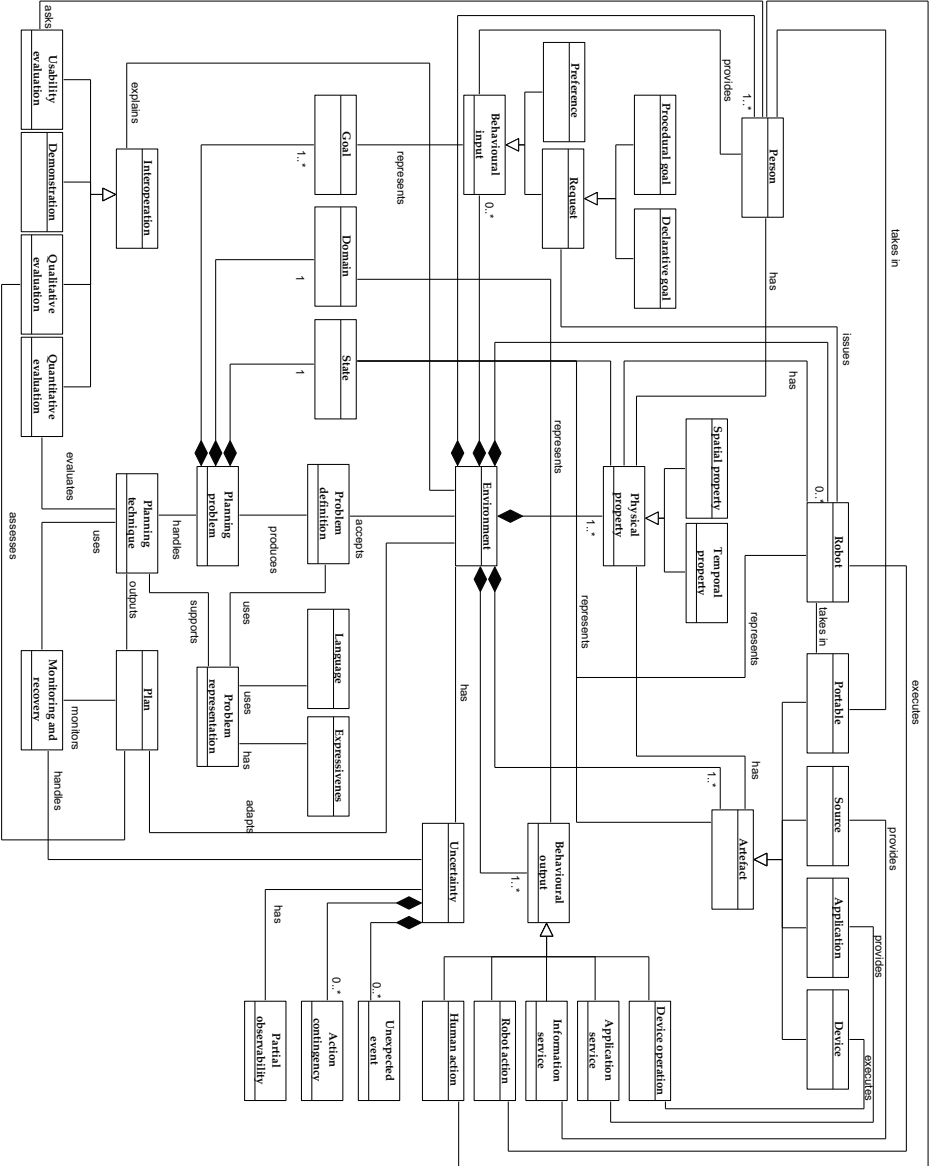 executes
takes in
provides
provides
executes
issues
Robot
Portable
Source
Application
Device
0..*
takes in
has
Person
has
represents
has
1..*
Artefact
provides
1..*
Spatial property
Temporal
property
Procedural goal
Declarative goal
Physical
property
Device operation
1..*
represents
Preference
Request
Application
service
represents
Behavioural
output
Information
service
1..*
Behavioural
input
0..*
Environment
Robot action
has
Uncertainty
Human action
represents
accepts
Unexpected
event
0..*
Goal
Domain
State
Problem
definition
Language
Expressivenes
Action
contingency
0..*
1..*
1
1
produces
uses
uses
has
adapts
Partial
observability
has
Planning
problem
Problem
representation
supports
handles
Interoperation
explains
Planning
technique
outputs
Plan
uses
monitors
evaluates
handles
asks
Usability
evaluation
Demonstration
Qualitative
evaluation
Quantitative
evaluation
Monitoring and
recovery
assesses